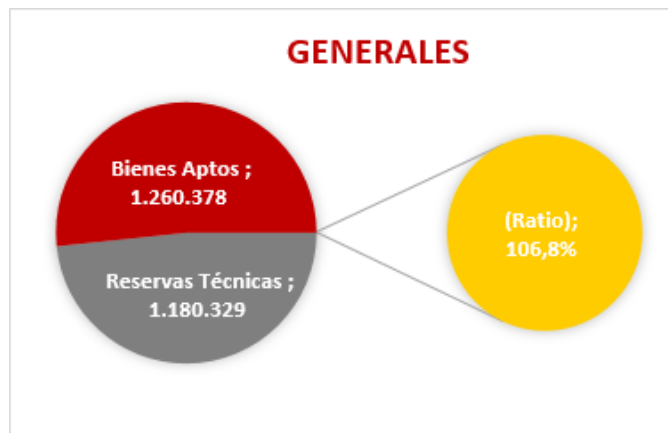 GENERALES
Bienes Aptos ;
1.260.378
Reservas Técnicas ;
1.180.329
(Ratio);
106,8%